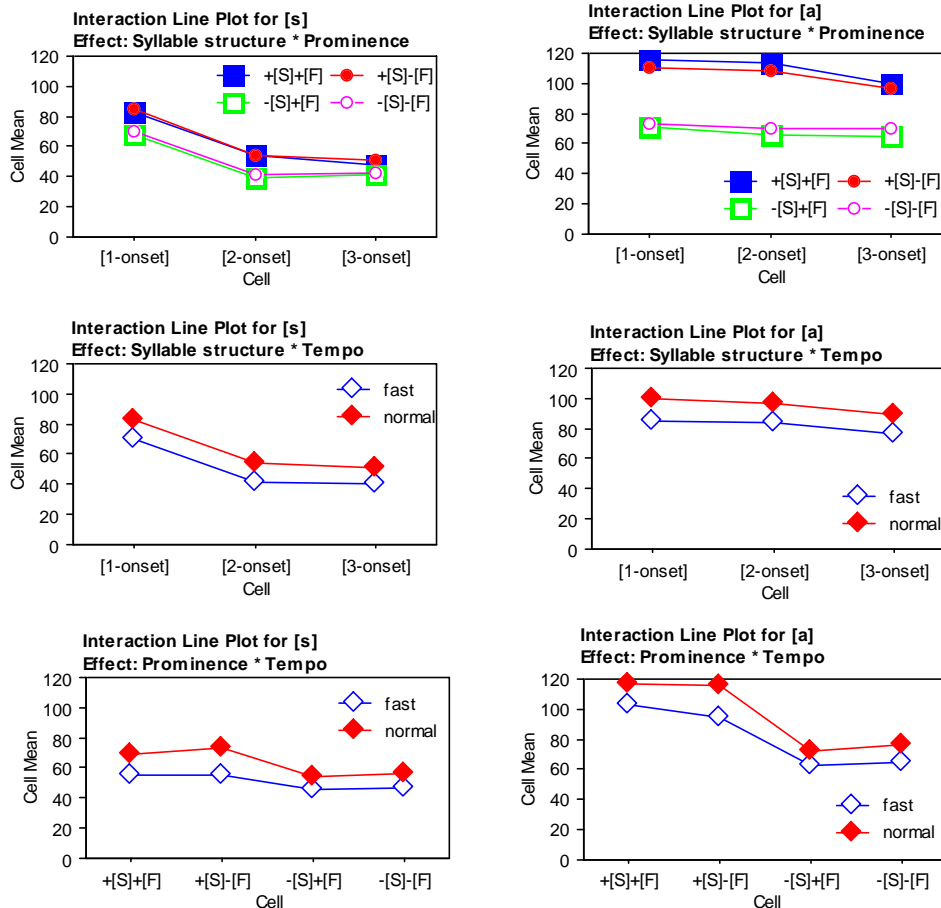 Interaction Line Plot for [s]
Effect: Syllable structure * Prominence
120
100
80
60
40
20
0
Cell Mean
+[S]+[F]
+[S]-[F]
-[S]+[F]
-[S]-[F]
[1-onset] [2-onset] [3-onset]
Cell
Interaction Line Plot for [a]
Effect: Syllable structure * Prominence
120
100
80
60
40
20
0
Cell Mean
+[S]+[F]
+[S]-[F]
-[S]+[F]
-[S]-[F]
[1-onset] [2-onset] [3-onset]
Cell
Interaction Line Plot for [s]
Effect: Syllable structure * Tempo
120
100
80
60
40
20
0
Cell Mean
fast
normal
[1-onset] [2-onset] [3-onset]
Cell
Interaction Line Plot for [a]
Effect: Syllable structure * Tempo
120
100
80
60
40
20
0
Cell Mean
fast
normal
[1-onset] [2-onset] [3-onset]
Cell
Interaction Line Plot for [s]
Effect: Prominence * Tempo
120
100
80
60
40
20
0
Cell Mean
fast
normal
+[S]+[F] +[S]-[F] -[S]+[F] -[S]-[F]
Cell
Interaction Line Plot for [a]
Effect: Prominence * Tempo
120
100
80
60
40
20
0
Cell Mean
fast
normal
+[S]+[F] +[S]-[F] -[S]+[F] -[S]-[F]
Cell